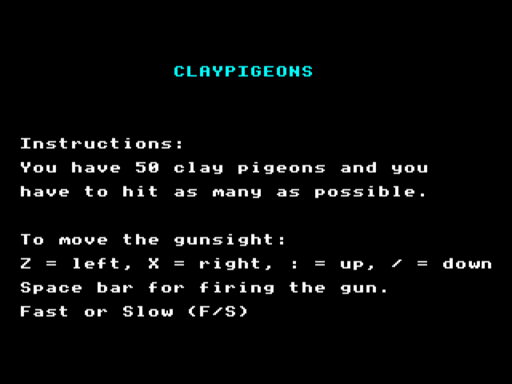 CLAYPIGEONS
Instructions:
You have 50 clay pigeons and you
have to hit as many as possible.
To move the gunsight:
Z = left, X = right, : = up, / = down
Space bar for firing the gun.
Fast or Slow (F/S)